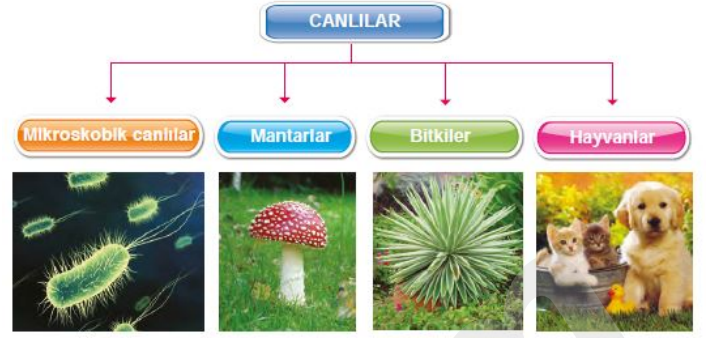 CANLILAR
Mikroskobik canlılar
Mantarlar
Bitkiler
Hayvanlar